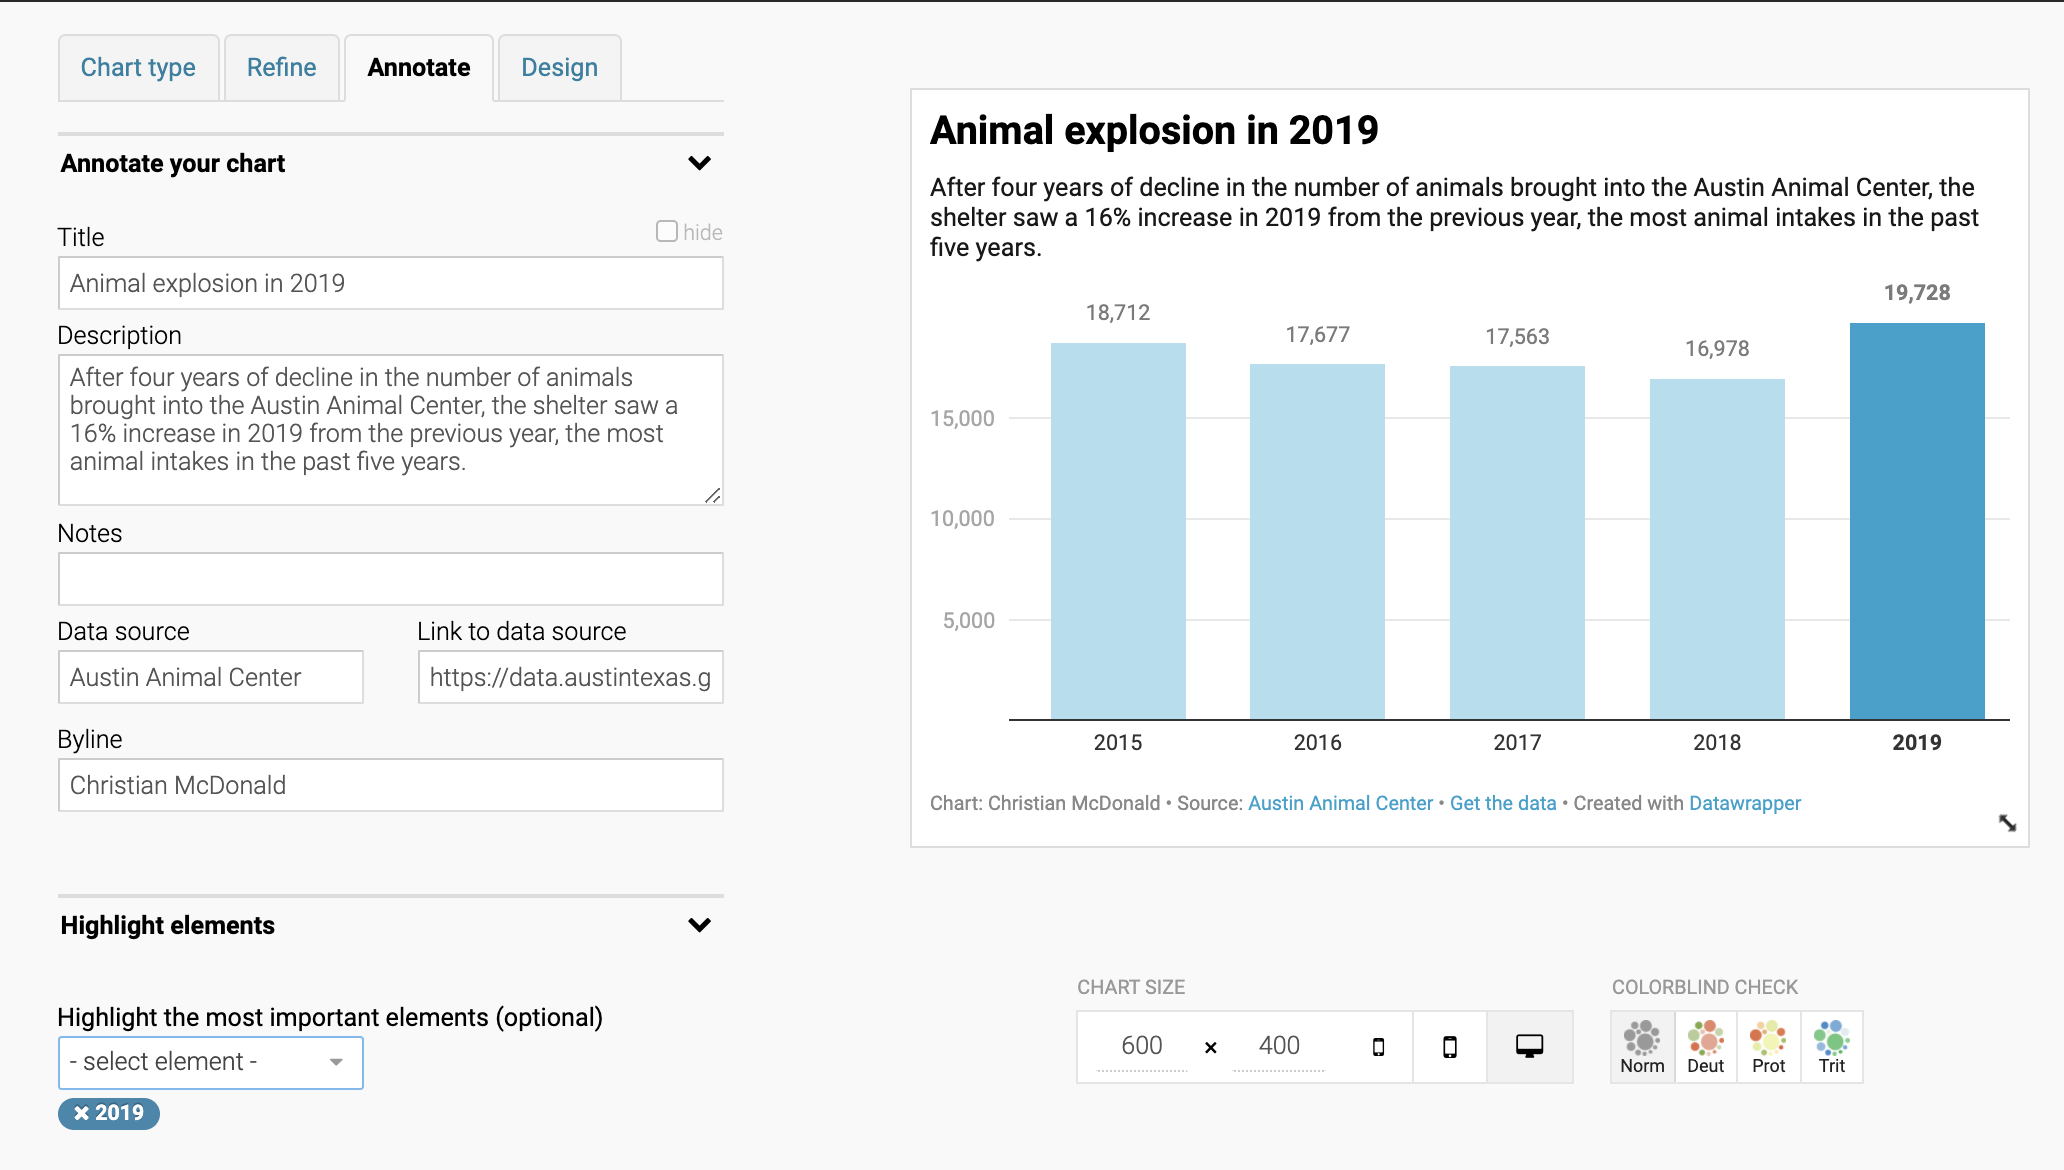 Chart type
Refine
Annotate
Design
Annotate your chart
Title
hide
Animal explosion in 2019
Description
After four years of decline in the number of animals
brought into the Austin Animal Center, the shelter saw a
16% increase in 2019 from the previous year, the most
animal intakes in the past five years.
Notes
Data source
Link to data source
Austin Animal Center
https://data.austintexas.g
Byline
Christian McDonald
Highlight elements
Highlight the most important elements (optional)
- select element -
× 2019
Animal explosion in 2019
After four years of decline in the number of animals brought into the Austin Animal Center, the
shelter saw a 16% increase in 2019 from the previous year, the most animal intakes in the past
five years.
18,712
17,677
17,563
16,978
19,728
15,000
10,000
5,000
2015
2016
2017
2018
2019
Chart: Christian McDonald • Source: Austin Animal Center • Get the data • Created with Datawrapper
CHART SIZE
600 × 400
COLORBLIND CHECK
Norm
Deut
Prot
Trit